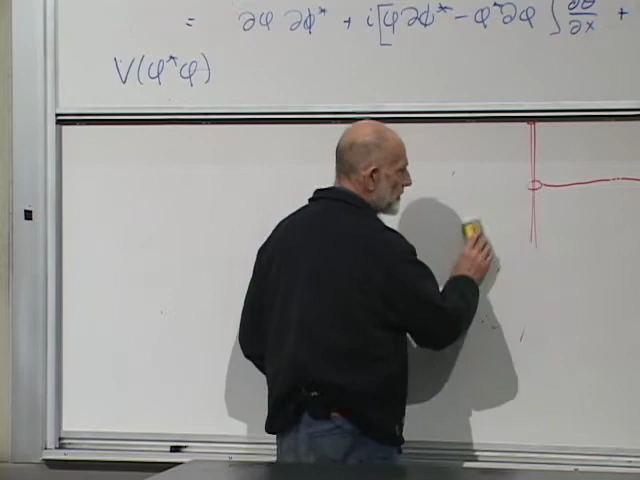 = ∂φ ∂φ* + i[φ∂φ* − φ*∂φ] ∂θ/∂x +
V(φ*φ)